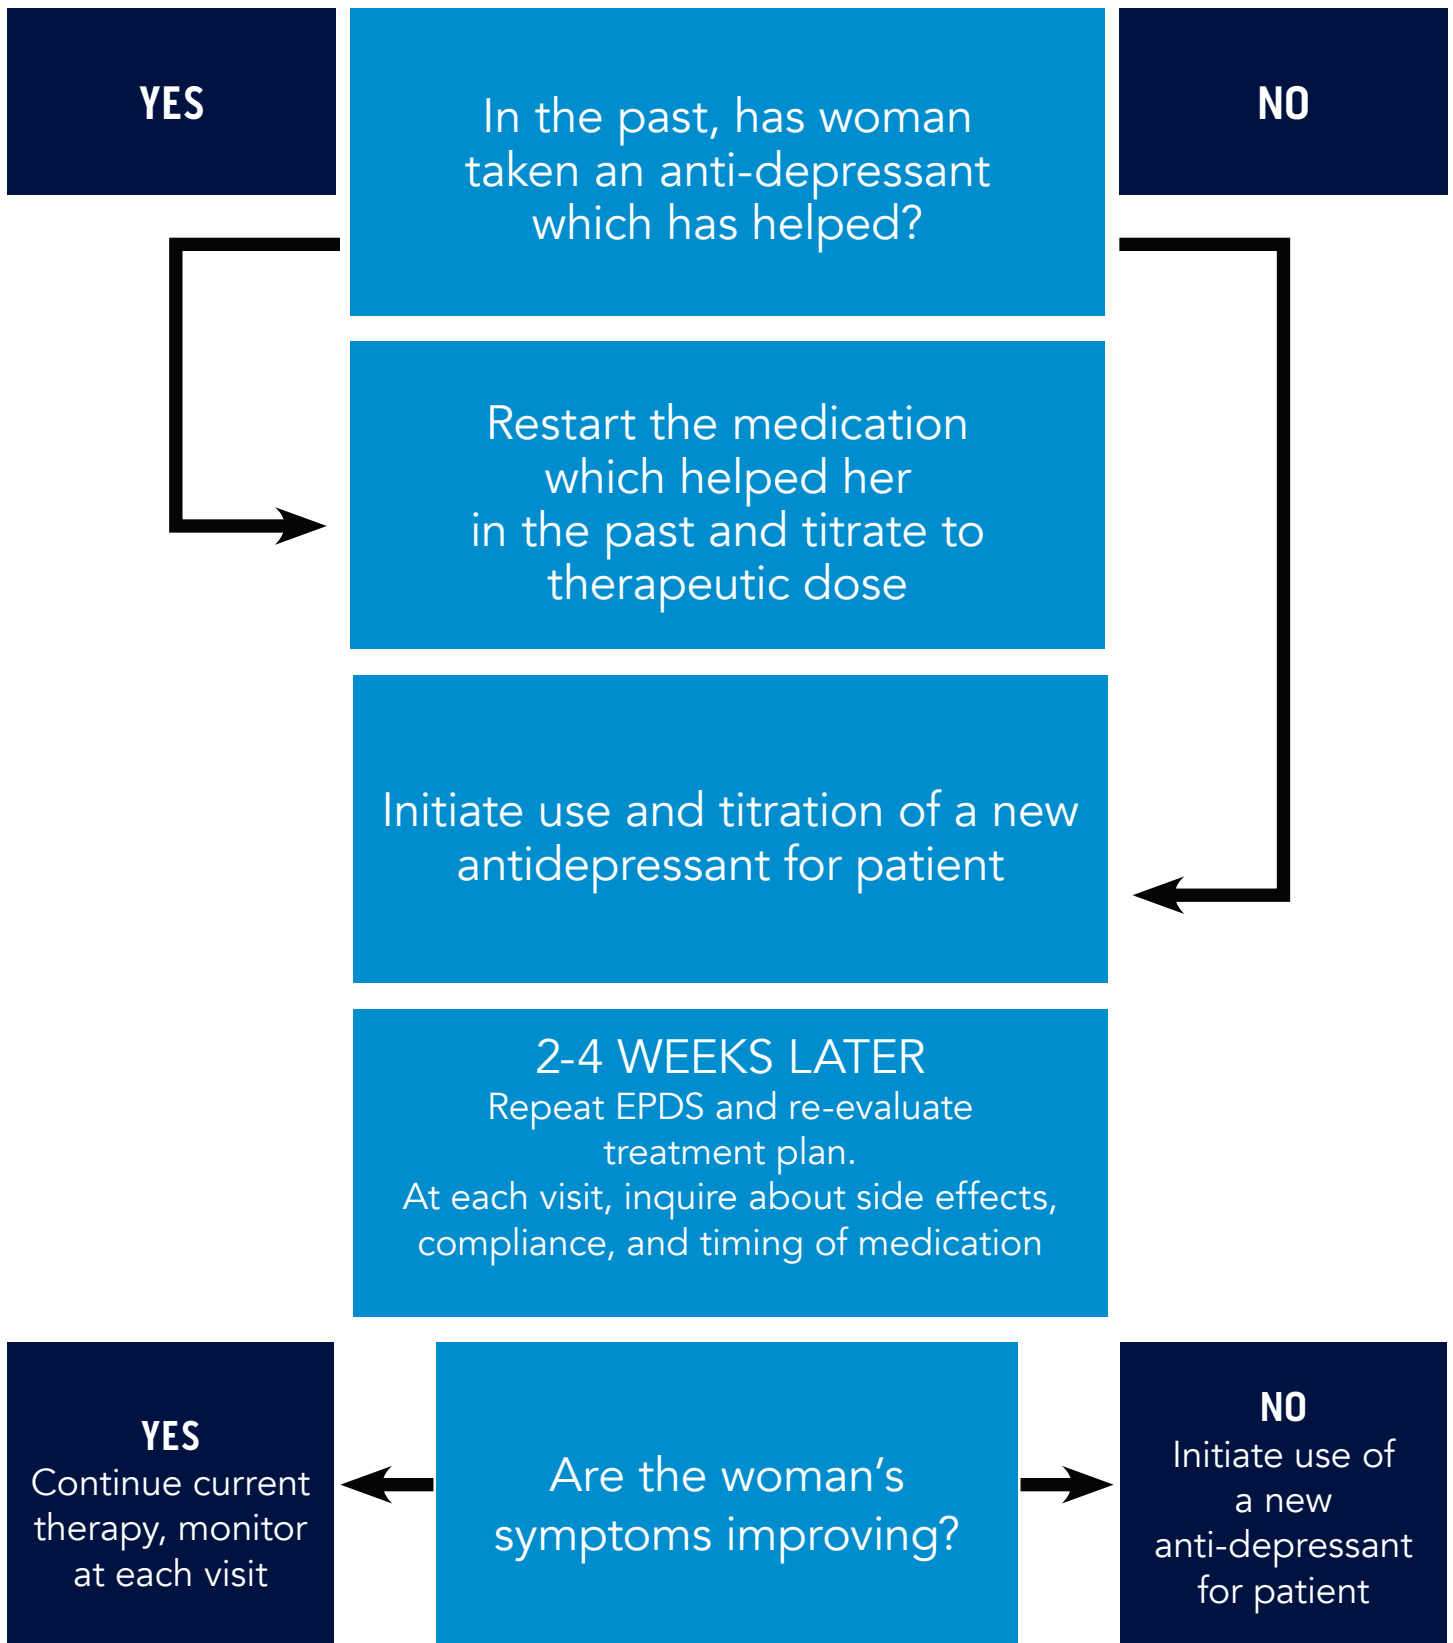 YES
In the past, has woman
taken an anti-depressant
which has helped?
NO
Restart the medication
which helped her
in the past and titrate to
therapeutic dose
Initiate use and titration of a new
antidepressant for patient
2-4 WEEKS LATER
Repeat EPDS and re-evaluate
treatment plan.
At each visit, inquire about side effects,
compliance, and timing of medication
YES
Continue current
therapy, monitor
at each visit
Are the woman’s
symptoms improving?
NO
Initiate use of
a new
anti-depressant
for patient